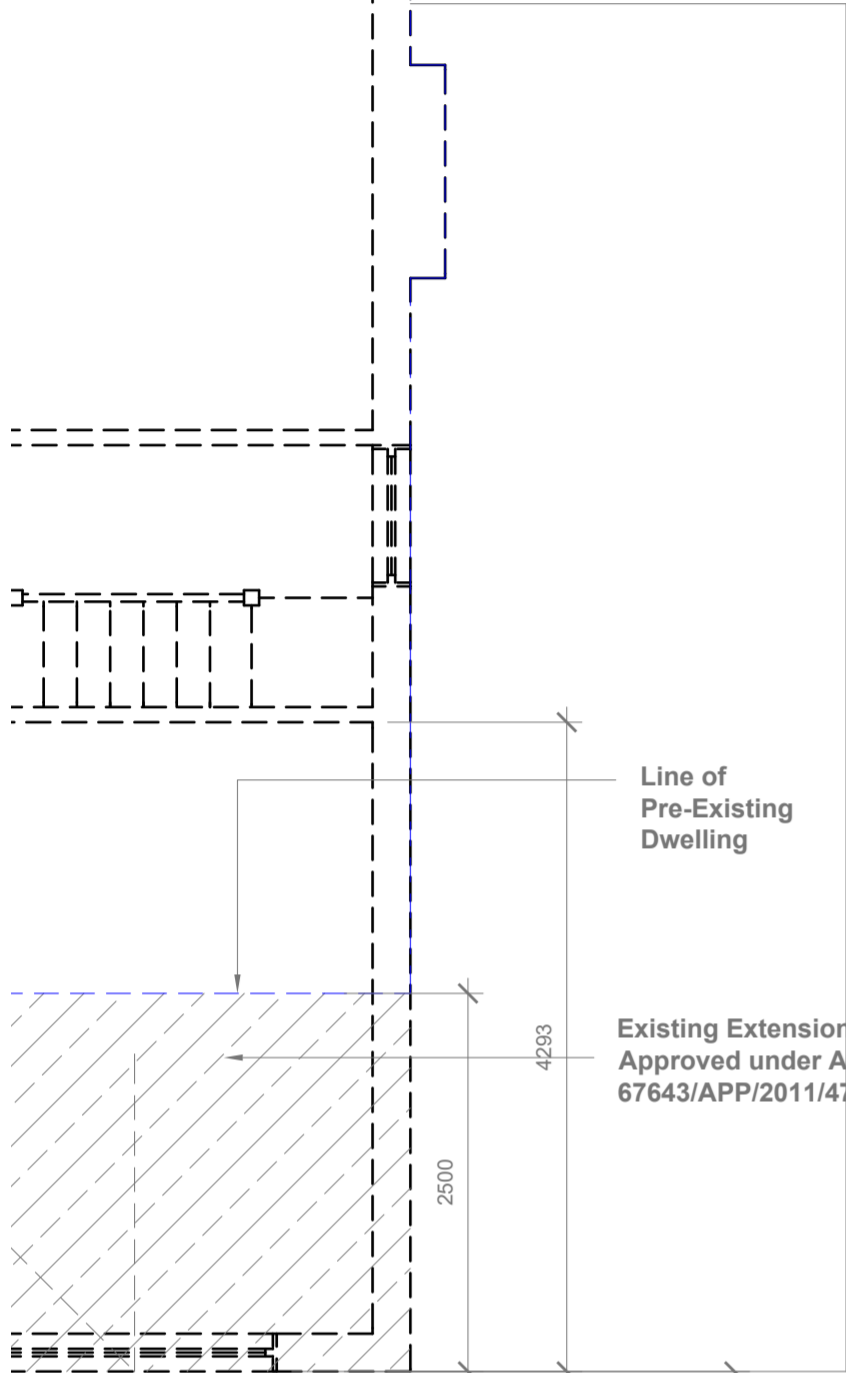 Line of
Pre-Existing
Dwelling
4293
Existing Extension
Approved under A
67643/APP/2011/47
2500